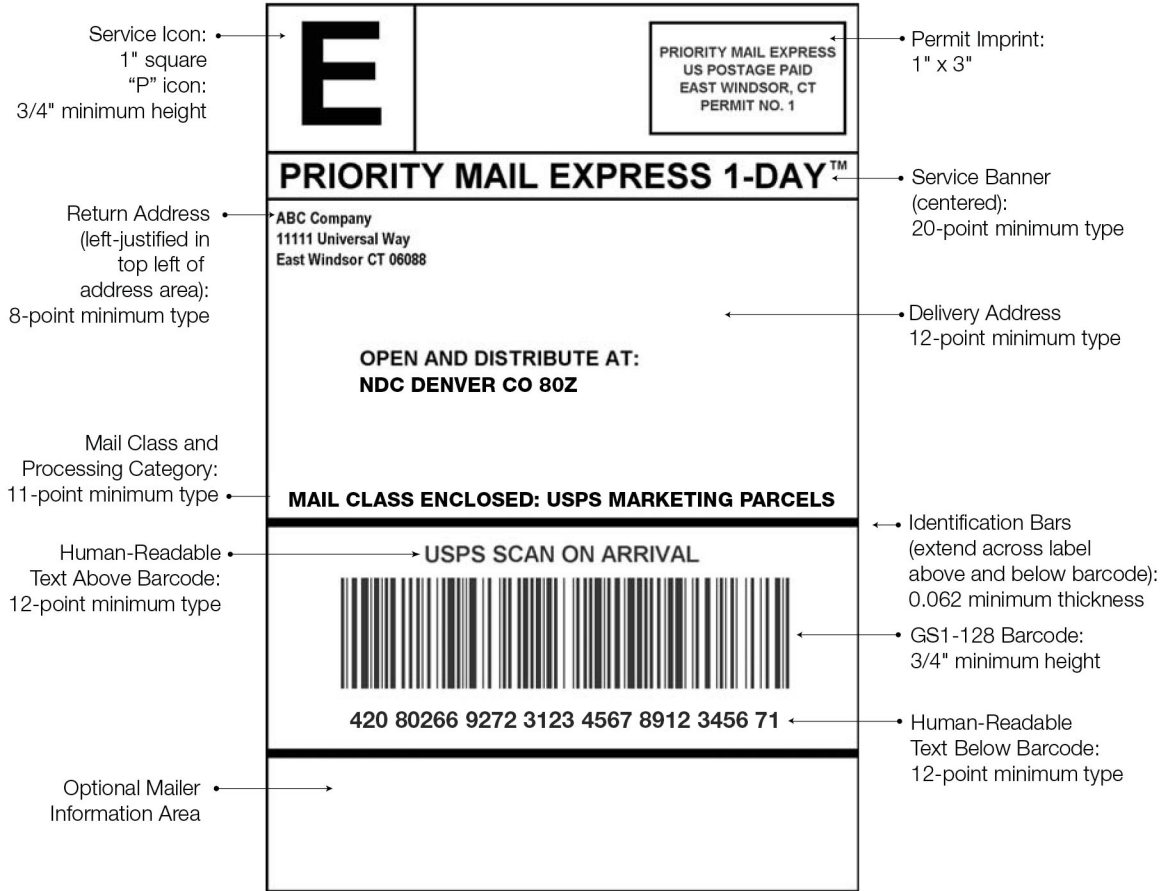 Service Icon:
1" square
“P” icon:
3/4" minimum height
E
PRIORITY MAIL EXPRESS
US POSTAGE PAID
EAST WINDSOR, CT
PERMIT NO. 1
Permit Imprint:
1" x 3"
PRIORITY MAIL EXPRESS 1-DAY™
Service Banner
(centered):
20-point minimum type
Return Address
(left-justified in
top left of
address area):
8-point minimum type
ABC Company
11111 Universal Way
East Windsor CT 06088
Delivery Address
12-point minimum type
OPEN AND DISTRIBUTE AT:
NDC DENVER CO 80Z
Mail Class and
Processing Category:
11-point minimum type
MAIL CLASS ENCLOSED: USPS MARKETING PARCELS
Identification Bars
(extend across label
above and below barcode):
0.062 minimum thickness
Human-Readable
Text Above Barcode:
12-point minimum type
USPS SCAN ON ARRIVAL
GS1-128 Barcode:
3/4" minimum height
420 80266 9272 3123 4567 8912 3456 71
Human-Readable
Text Below Barcode:
12-point minimum type
Optional Mailer
Information Area